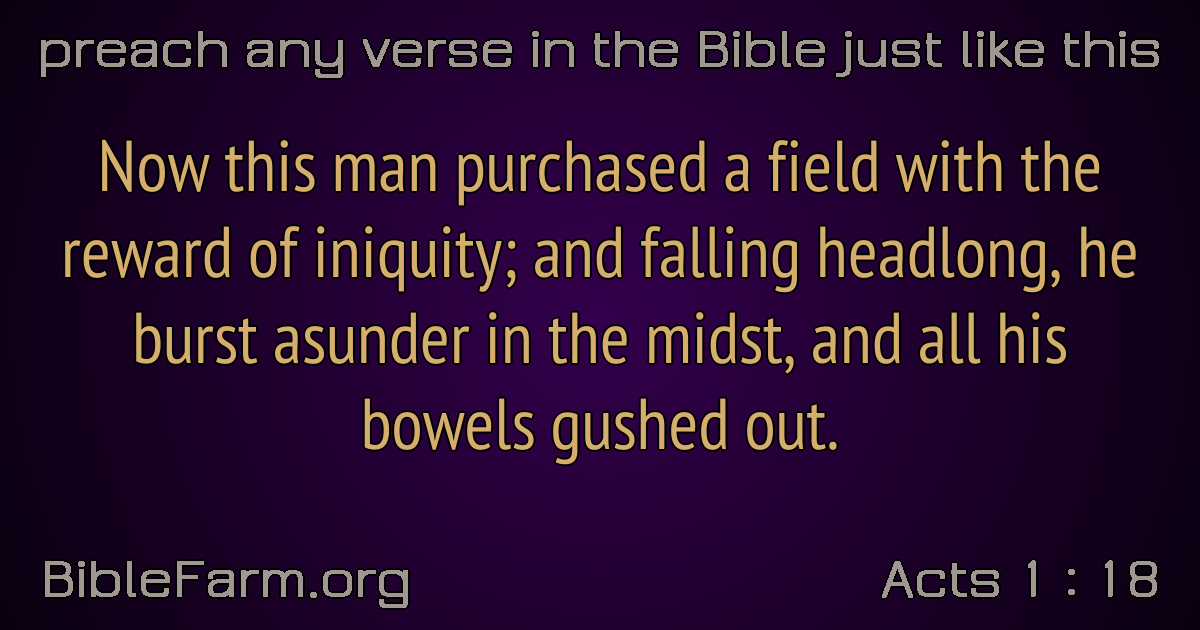 preach any verse in the Bible just like this
Now this man purchased a field with the
reward of iniquity; and falling headlong, he
burst asunder in the midst, and all his
bowels gushed out.
BibleFarm.org
Acts 1 : 18